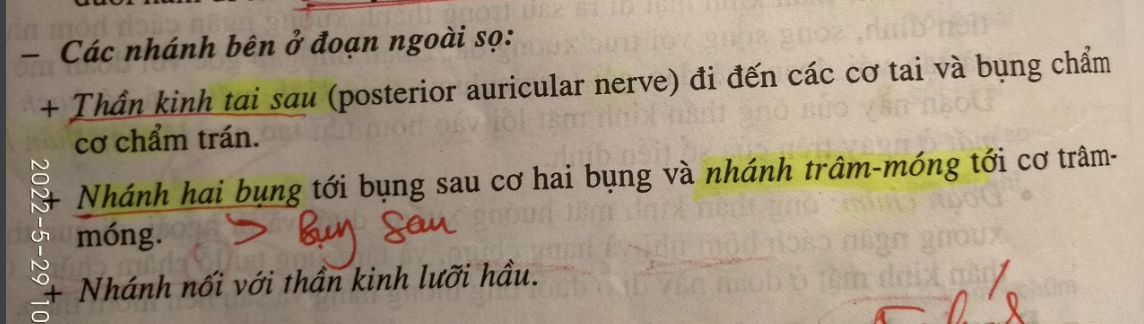 – Các nhánh bên ở đoạn ngoài sọ:
+ Thần kinh tai sau (posterior auricular nerve) đi đến các cơ tai và bụng chẩm
cơ chẩm trán.
+ Nhánh hai bụng tới bụng sau cơ hai bụng và nhánh trâm-móng tới cơ trâm-
móng.
Bụng sau
+ Nhánh nối với thần kinh lưỡi hầu.
2022-5-29 10